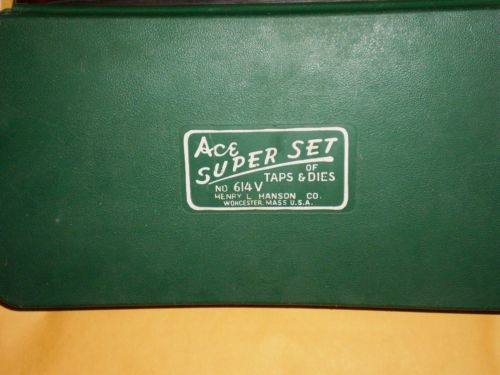 Ace
SUPER SET
OF
TAPS & DIES
NO 614V
HENRY L HANSON CO.
WORCESTER, MASS U.S.A.